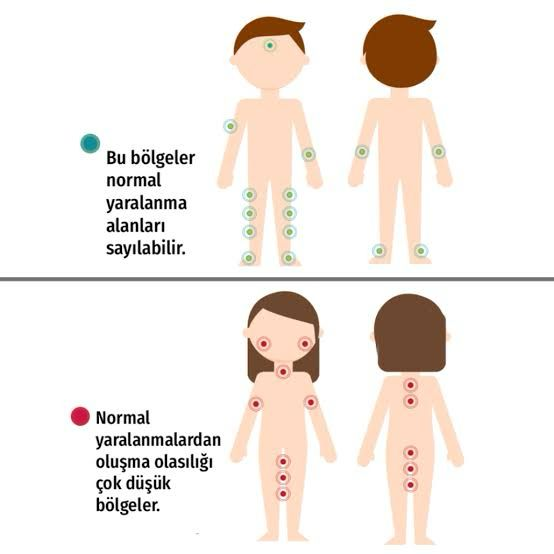 Bu bölgeler
normal
yaralanma
alanları
sayılabilir.
Normal
yaralanmalardan
oluşma olasılığı
çok düşük
bölgeler.